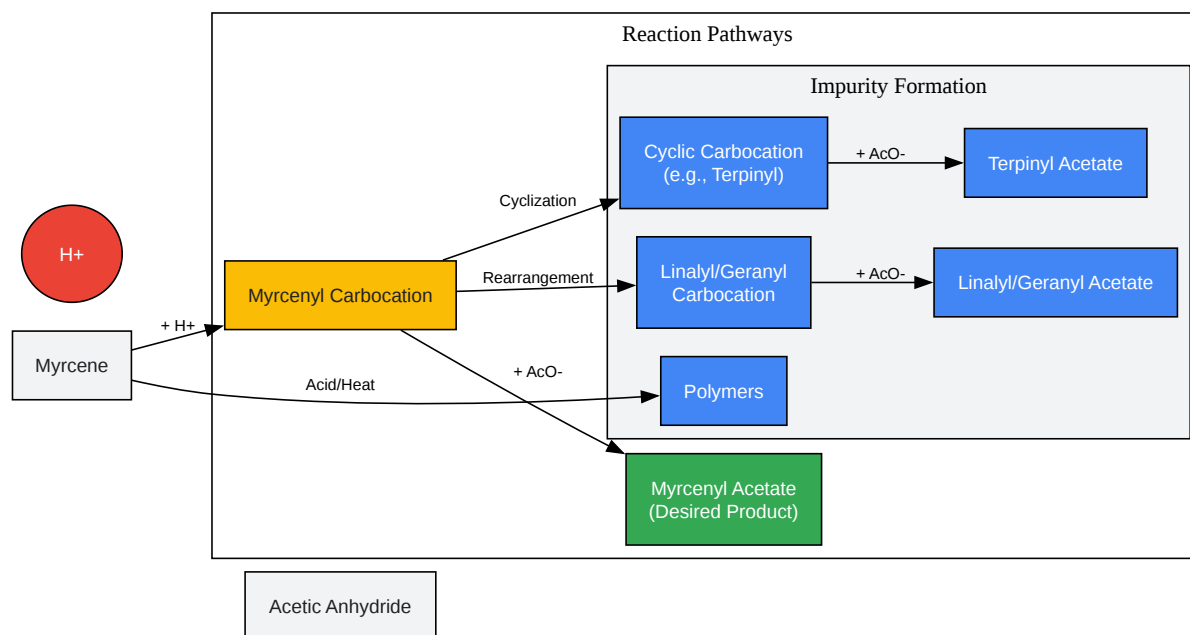 Reaction Pathways
Impurity Formation
Cyclic Carbocation
(e.g., Terpinyl)
+ AcO-
Terpinyl Acetate
Cyclization
H+
Myrcenyl Carbocation
Rearrangement
Linalyl/Geranyl
Carbocation
+ AcO-
Linalyl/Geranyl Acetate
+ H+
Myrcene
Acid/Heat
+ AcO-
Polymers
Myrcenyl Acetate
(Desired Product)
Acetic Anhydride